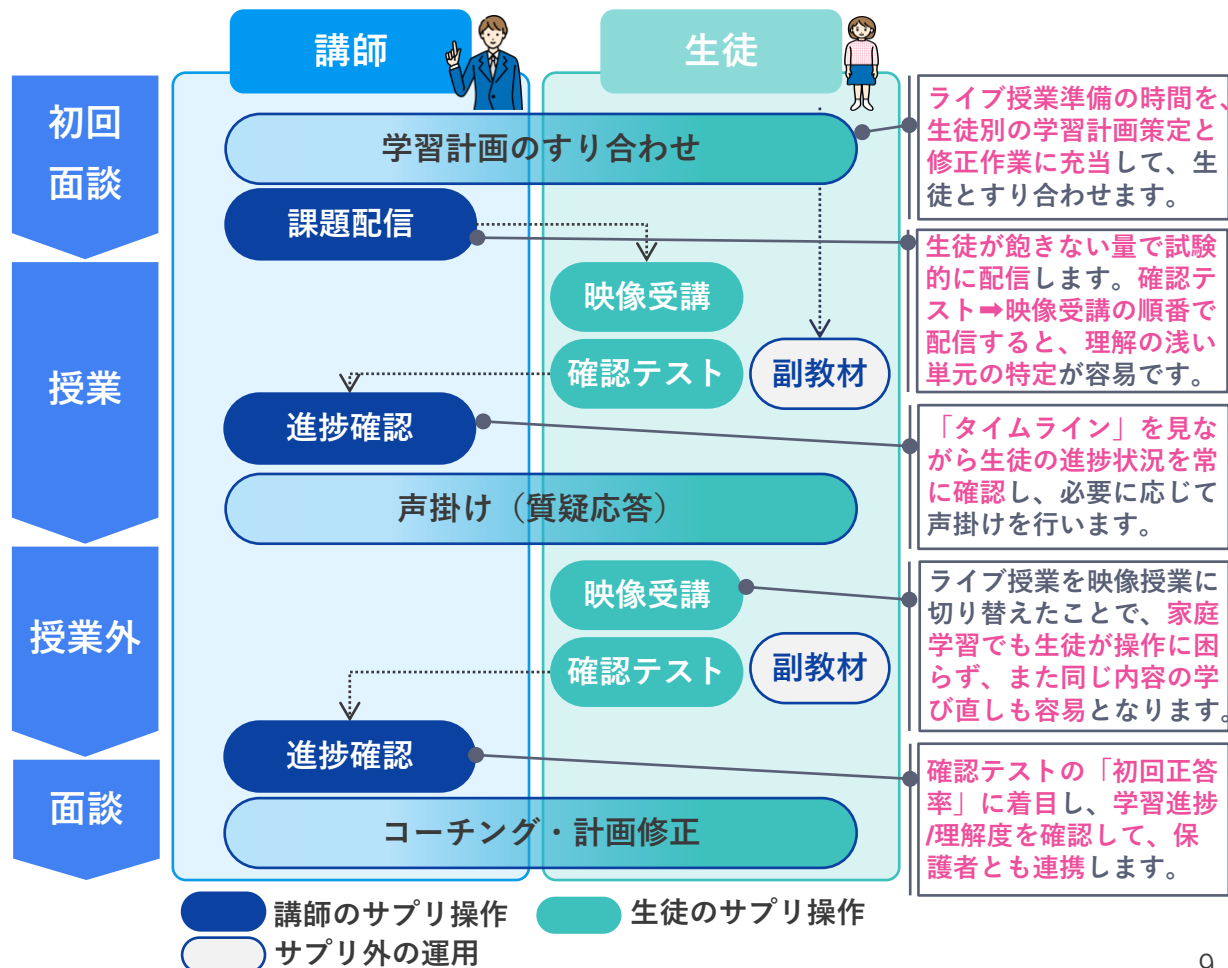 講師
生徒
初回
面談
学習計画のすり合わせ
ライブ授業準備の時間を、
生徒別の学習計画策定と
修正作業に充当して、生
徒とすり合わせます。
課題配信
生徒が飽きない量で試験
的に配信します。確認テ
スト➡映像受講の順番で
配信すると、理解の浅い
単元の特定が容易です。
授業
映像受講
確認テスト
副教材
進捗確認
「タイムライン」を見な
がら生徒の進捗状況を常
に確認し、必要に応じて
声掛けを行います。
声掛け（質疑応答）
授業外
映像受講
ライブ授業を映像授業に
切り替えたことで、家庭
学習でも生徒が操作に困
らず、また同じ内容の学
び直しも容易となります。
確認テスト
副教材
進捗確認
面談
確認テストの「初回正答
率」に着目し、学習進捗
/理解度を確認して、保
護者とも連携します。
コーチング・計画修正
講師のサプリ操作
生徒のサプリ操作
サプリ外の運用
9